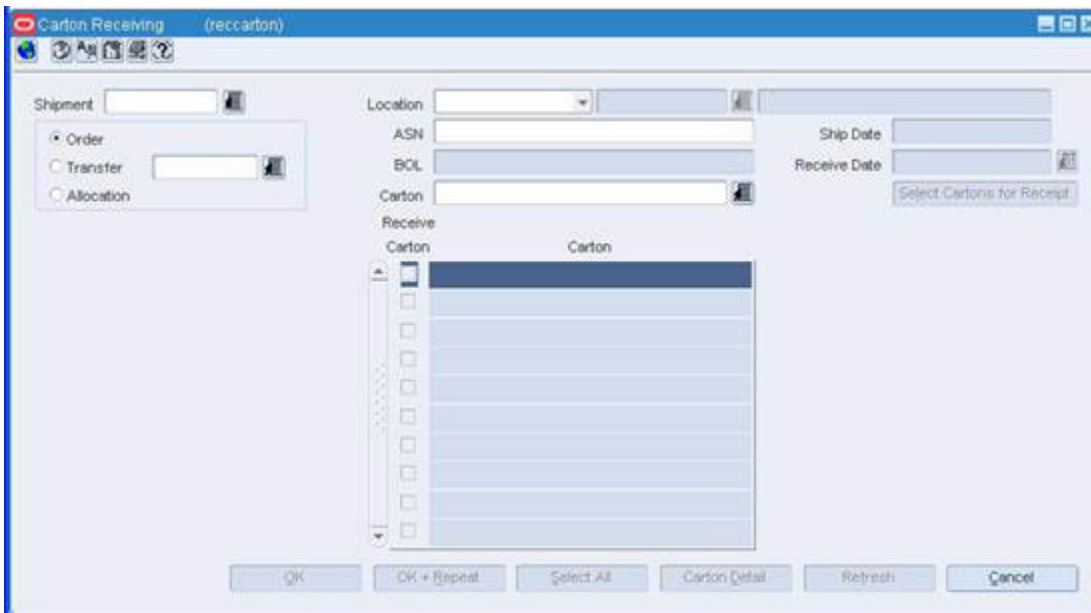 Carton Receiving (reccarton)
Shipment
Location
Order
ASN
Ship Date
Transfer
BOL
Receive Date
Allocation
Carton
Select Cartons for Receipt
Receive
Carton
Carton
OK
OK + Repeat
Select All
Carton Detail
Refresh
Cancel